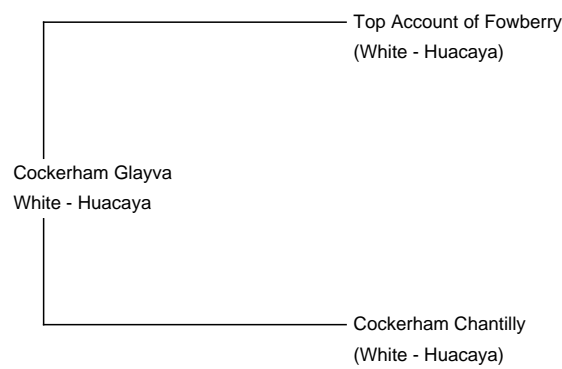 Top Account of Fowberry
(White - Huacaya)
Cockerham Glayva
White - Huacaya
Cockerham Chantilly
(White - Huacaya)